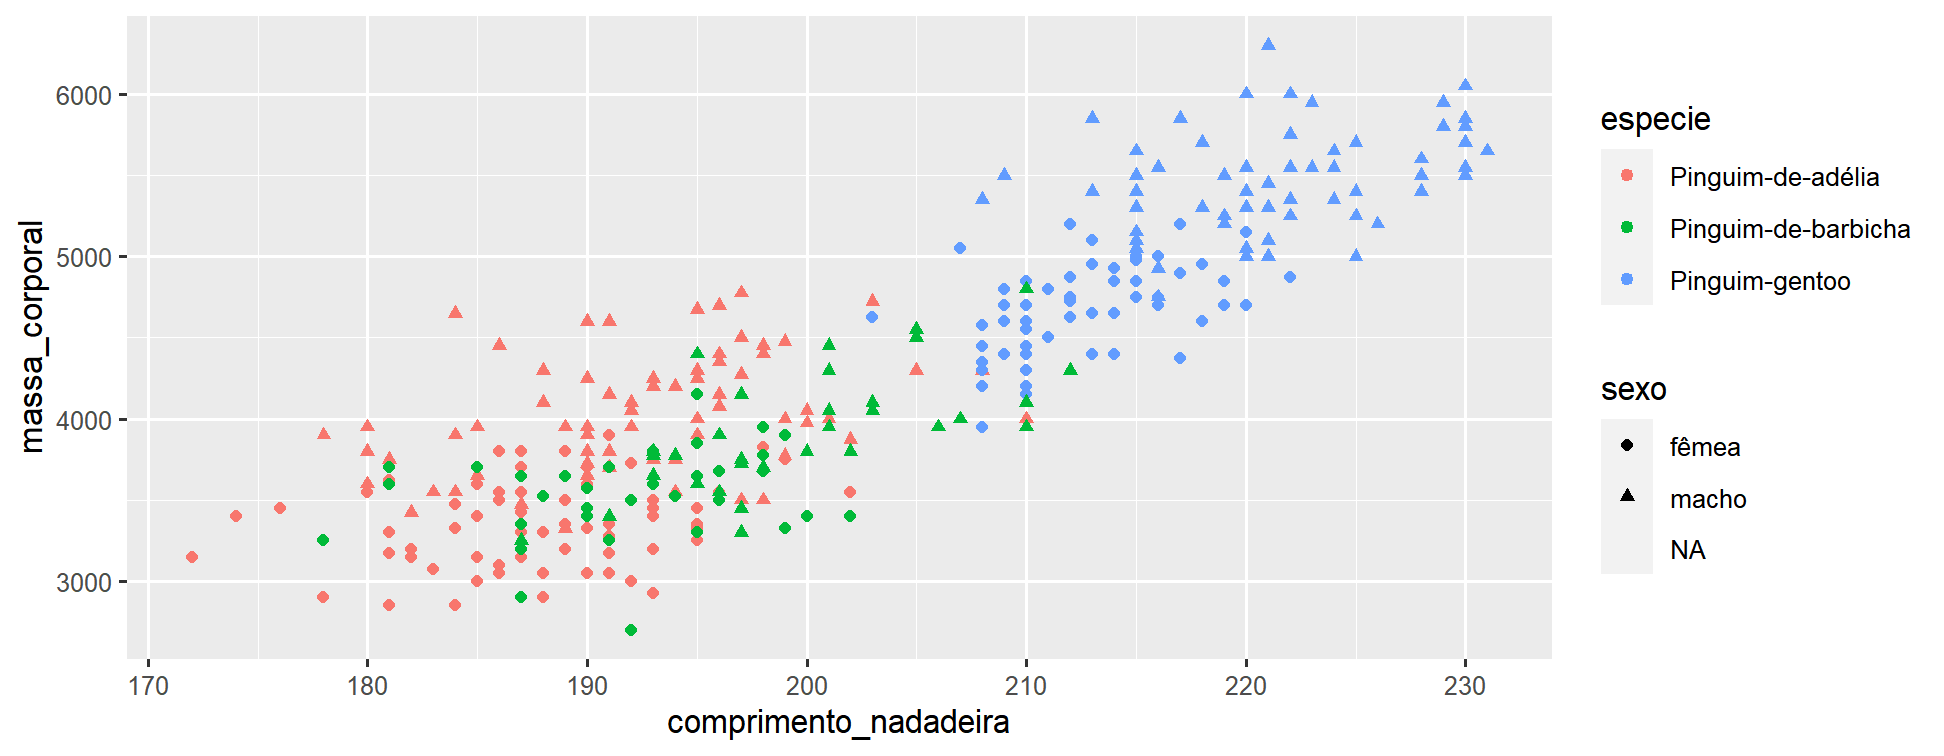 6000
5000
4000
3000
massa_corporal
170 180 190 200 210 220 230
comprimento_nadadeira
especie
Pinguim-de-adélia
Pinguim-de-barbicha
Pinguim-gentoo
sexo
fêmea
macho
NA